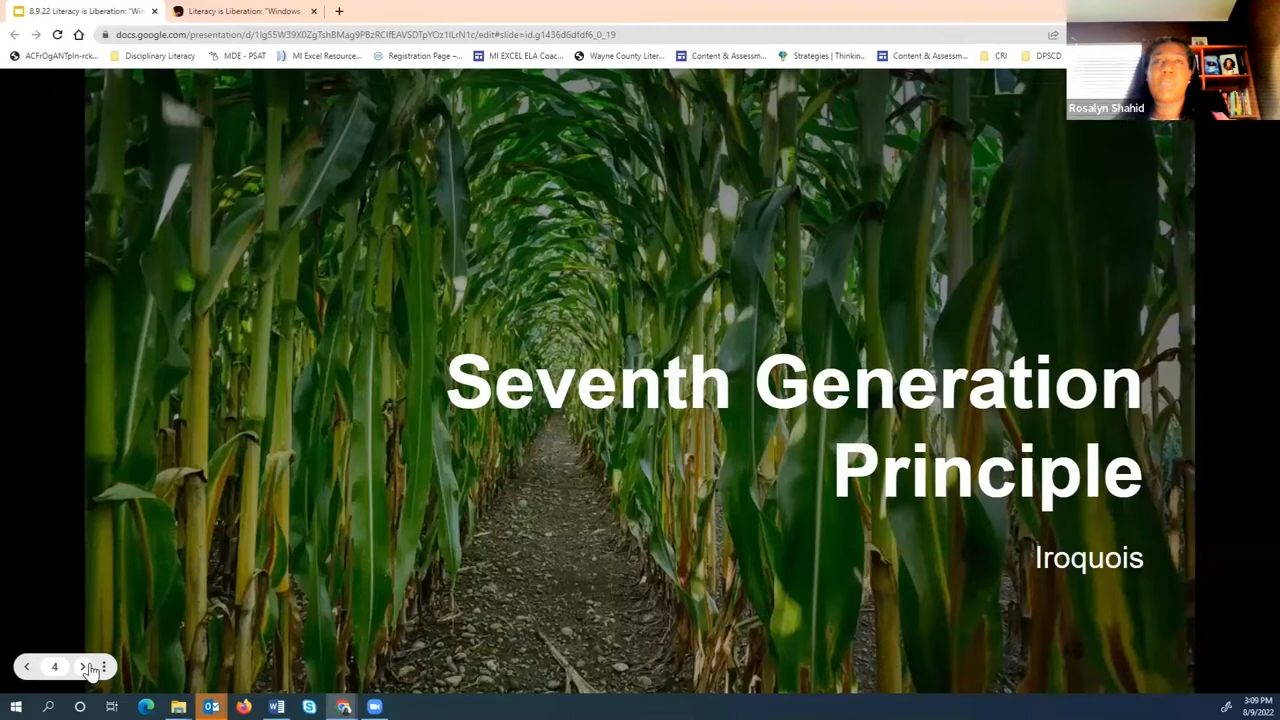 8.9.22 Literacy is Liberation: "Wi
Literacy is Liberation: "Windows
docs.google.com/presentation/d/1lg55W39X0ZgTshBMag9PBzRCIfEAVSDTpYOz1ILrN1c/edit#slide=id.g1436d6dfdf6_0_19
ACFrOgANTpln-rck... Disciplinary Literacy MDE - PSAT MI Excel Resource... Registration Page –... MI EXCEL ELA Coac... Wayne County Liter... Content & Assessm... Strategies | Thinkin... Content & Assessm... CRI DPSCD
Rosalyn Shahid
Seventh Generation
Principle
Iroquois
4
3:09 PM
8/9/2022